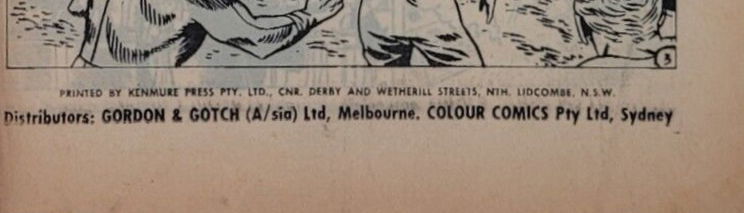 3
PRINTED BY KENMURE PRESS PTY. LTD., CNR. DERBY AND WETHERILL STREETS, NTH. LIDCOMBE, N.S.W.
Distributors: GORDON & GOTCH (A/sia) Ltd, Melbourne. COLOUR COMICS Pty Ltd, Sydney